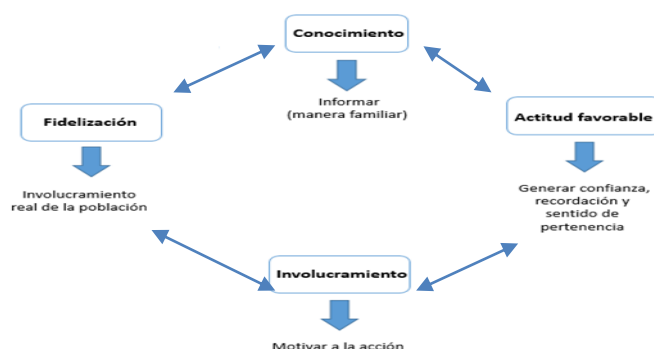 Conocimiento
Informar
(manera familiar)
Fidelización
Involucramiento
real de la población
Actitud favorable
Generar confianza,
recordación y
sentido de
pertenencia
Involucramiento
Motivar a la acción